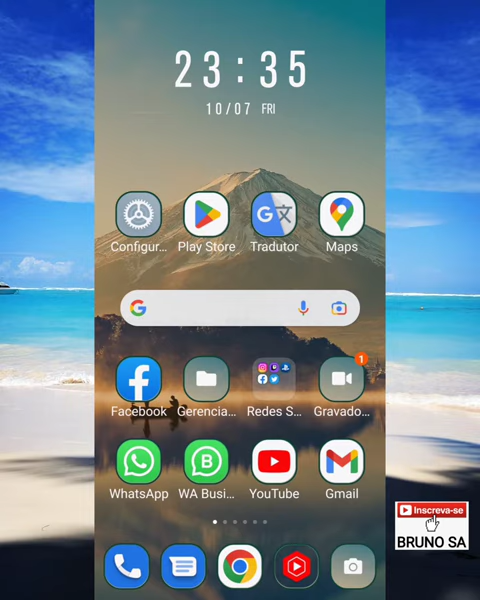 23:35
10/07 FRI
Configur... Play Store Tradutor Maps
1
Facebook Gerencia... Redes S... Gravado...
WhatsApp WA Busi... YouTube Gmail
Inscreva-se
BRUNO SA